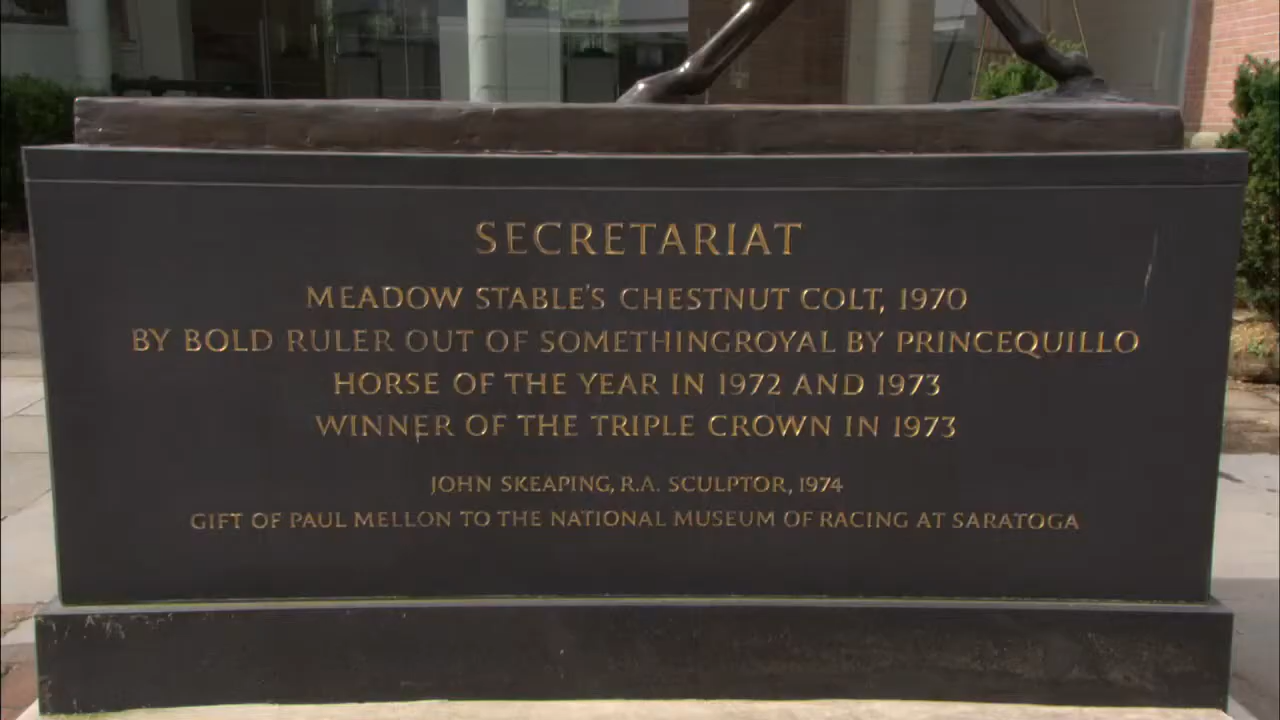 SECRETARIAT
MEADOW STABLE'S CHESTNUT COLT, 1970
BY BOLD RULER OUT OF SOMETHINGROYAL BY PRINCEQUILLO
HORSE OF THE YEAR IN 1972 AND 1973
WINNER OF THE TRIPLE CROWN IN 1973
JOHN SKEAPING, R.A. SCULPTOR, 1974
GIFT OF PAUL MELLON TO THE NATIONAL MUSEUM OF RACING AT SARATOGA